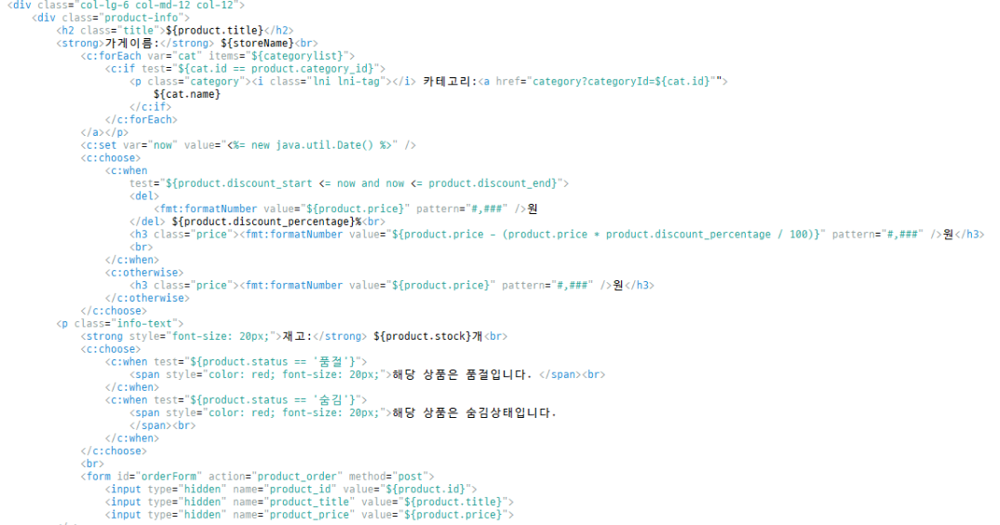 <div class="col-lg-6 col-md-12 col-12">
<div class="product-info">
<h2 class="title">${product.title}</h2>
<strong>가게이름:</strong> ${storeName}<br>
<c:forEach var="cat" items="${categorylist}">
<c:if test="${cat.id == product.category_id}">
<p class="category"><i class="lni lni-tag"></i> 카테고리:<a href="category?categoryId=${cat.id}"">
${cat.name}
</c:if>
</c:forEach>
</a></p>
<c:set var="now" value="<%= new java.util.Date() %>" />
<c:choose>
<c:when
test="${product.discount_start <= now and now <= product.discount_end}">
<del>
<fmt:formatNumber value="${product.price}" pattern="#,###" />원
</del> ${product.discount_percentage}%<br>
<h3 class="price"><fmt:formatNumber value="${product.price - (product.price * product.discount_percentage / 100)}" pattern="#,###" />원</h3>
<br>
</c:when>
<c:otherwise>
<h3 class="price"><fmt:formatNumber value="${product.price}" pattern="#,###" />원</h3>
</c:otherwise>
</c:choose>
<p class="info-text">
<strong style="font-size: 20px;">재고:</strong> ${product.stock}개<br>
<c:choose>
<c:when test="${product.status == '품절'}">
<span style="color: red; font-size: 20px;">해당 상품은 품절입니다. </span><br>
</c:when>
<c:when test="${product.status == '숨김'}">
<span style="color: red; font-size: 20px;">해당 상품은 숨김상태입니다.
</span><br>
</c:when>
</c:choose>
<br>
<form id="orderForm" action="product_order" method="post">
<input type="hidden" name="product_id" value="${product.id}">
<input type="hidden" name="product_title" value="${product.title}">
<input type="hidden" name="product_price" value="${product.price}">